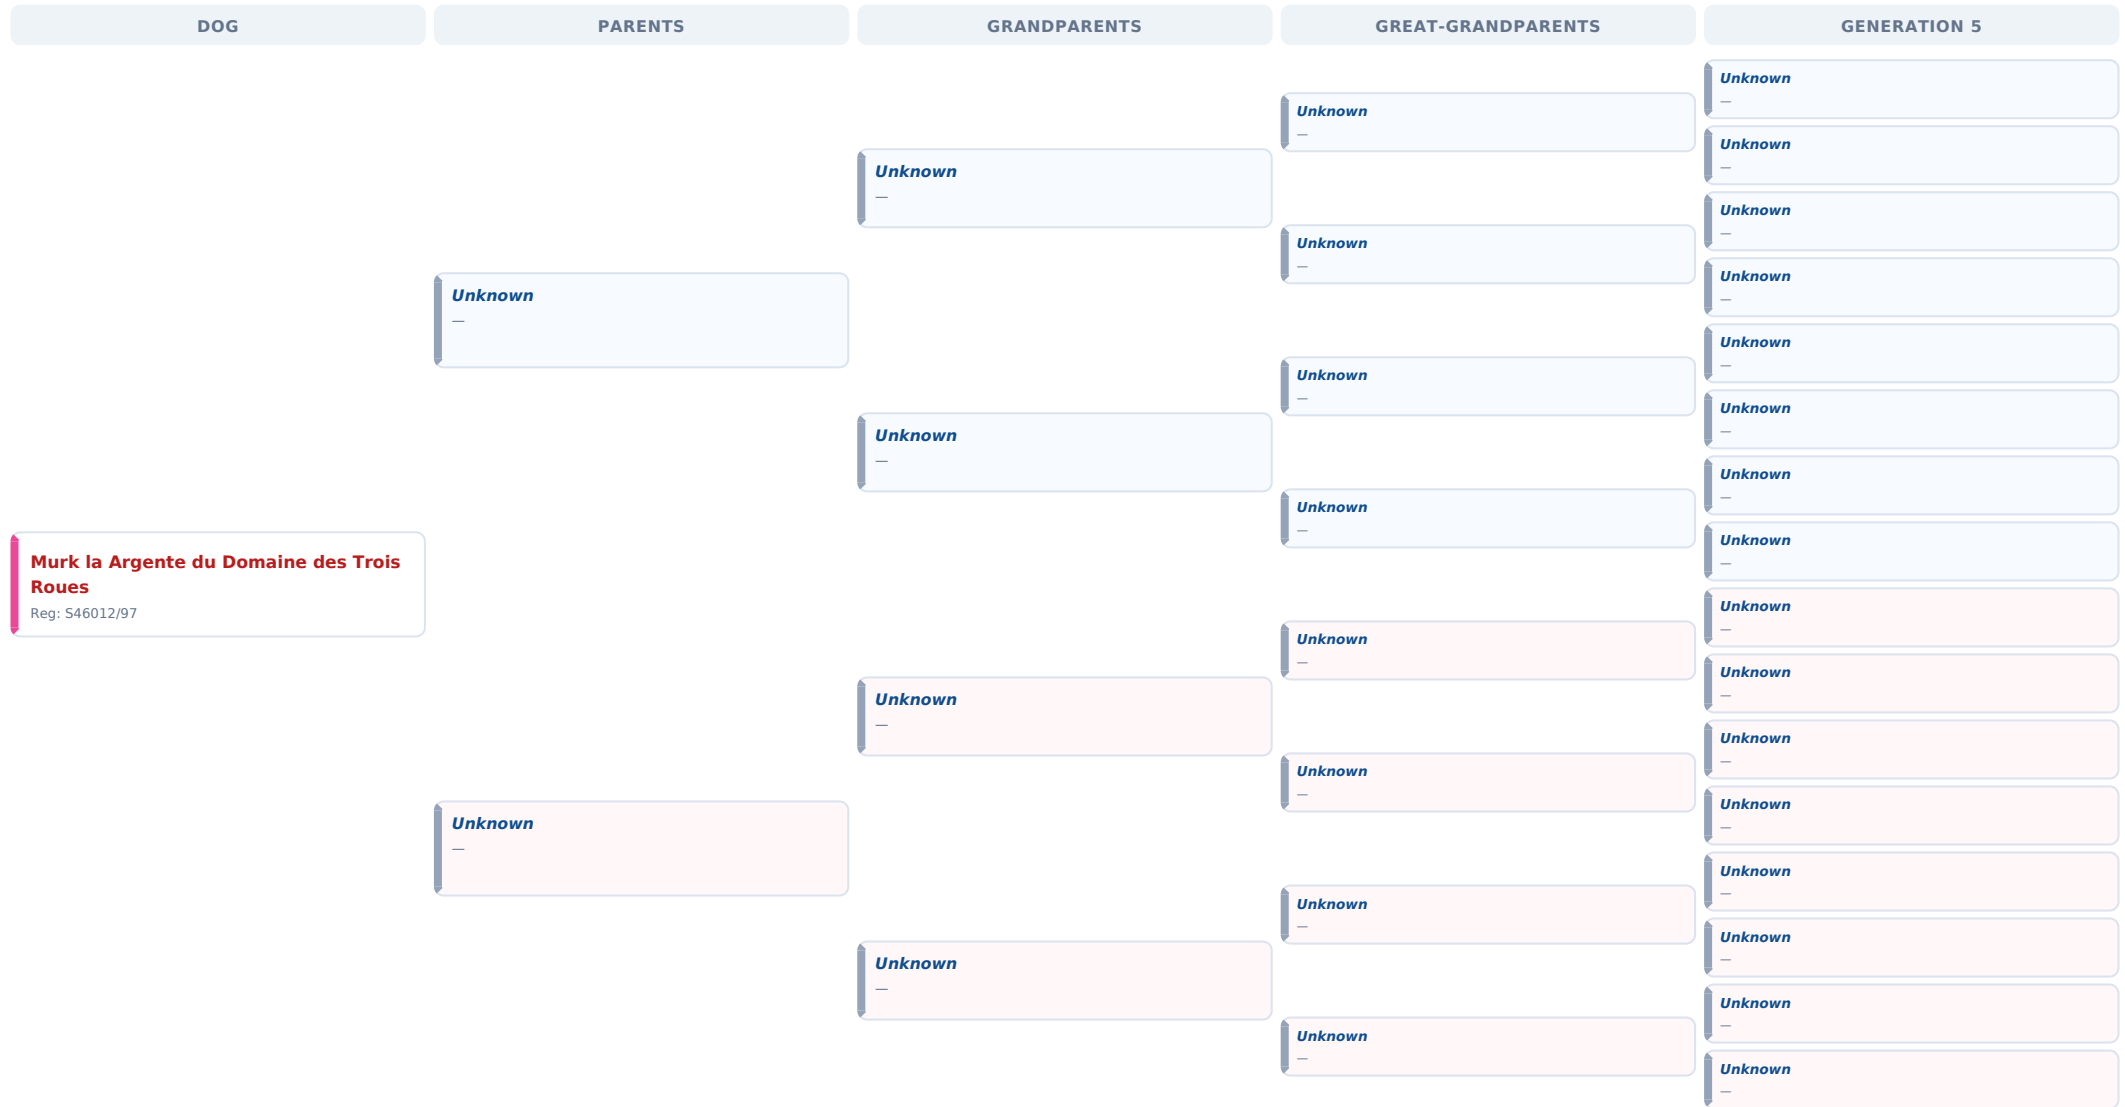 DOG
PARENTS
GRANDPARENTS
GREAT-GRANDPARENTS
GENERATION 5
Murk la Argente du Domaine des Trois
Roues
Reg: S46012/97
Unknown
—
Unknown
—
Unknown
—
Unknown
—
Unknown
—
Unknown
—
Unknown
—
Unknown
—
Unknown
—
Unknown
—
Unknown
—
Unknown
—
Unknown
—
Unknown
—
Unknown
—
Unknown
—
Unknown
—
Unknown
—
Unknown
—
Unknown
—
Unknown
—
Unknown
—
Unknown
—
Unknown
—
Unknown
—
Unknown
—
Unknown
—
Unknown
—
Unknown
—
Unknown
—